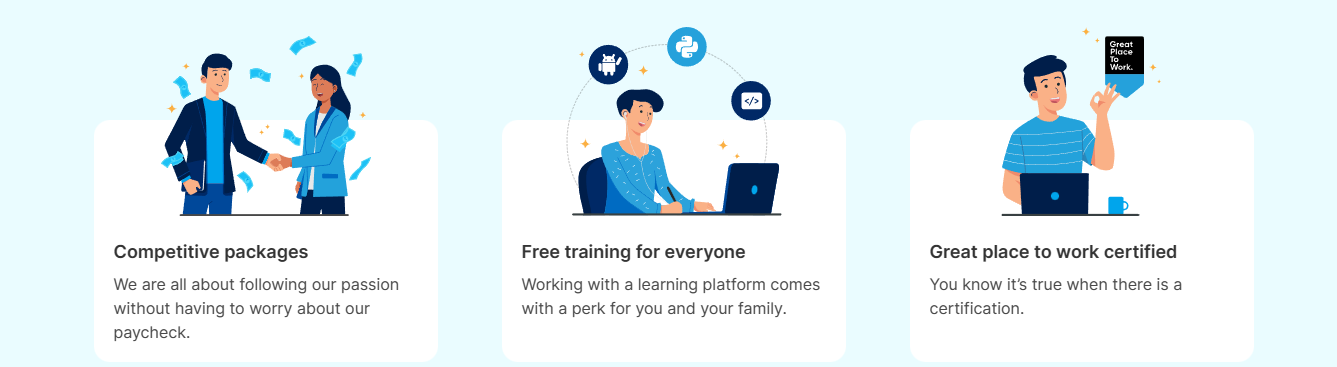 Great
Place
To
Work.
</>
Competitive packages
We are all about following our passion
without having to worry about our
paycheck.
Free training for everyone
Working with a learning platform comes
with a perk for you and your family.
Great place to work certified
You know it’s true when there is a
certification.